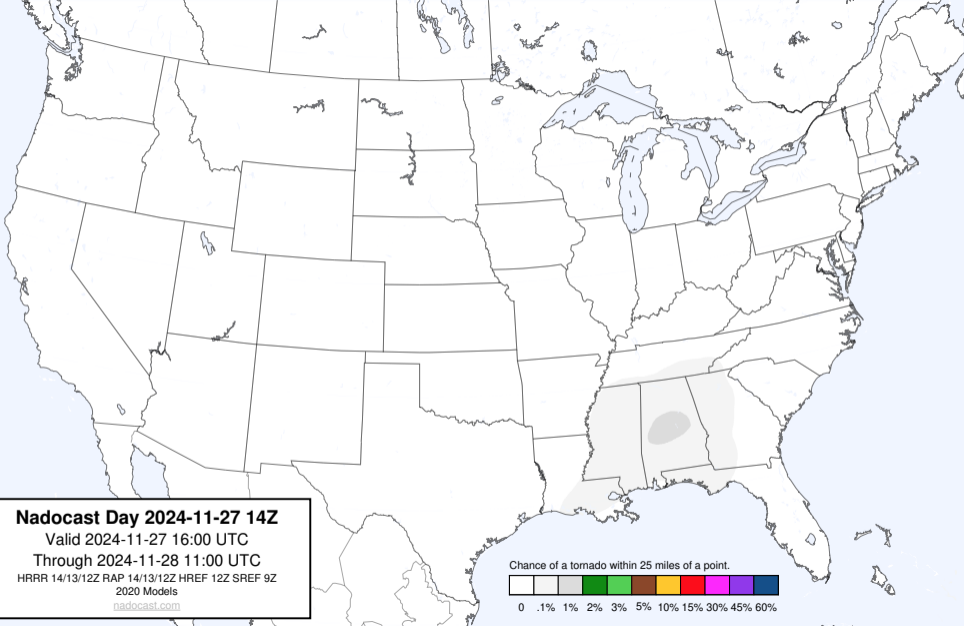 Nadocast Day 2024-11-27 14Z
Valid 2024-11-27 16:00 UTC
Through 2024-11-28 11:00 UTC
HRRR 14/13/12Z RAP 14/13/12Z HREF 12Z SREF 9Z
2020 Models
nadocast.com
Chance of a tornado within 25 miles of a point.
0 .1% 1% 2% 3% 5% 10% 15% 30% 45% 60%